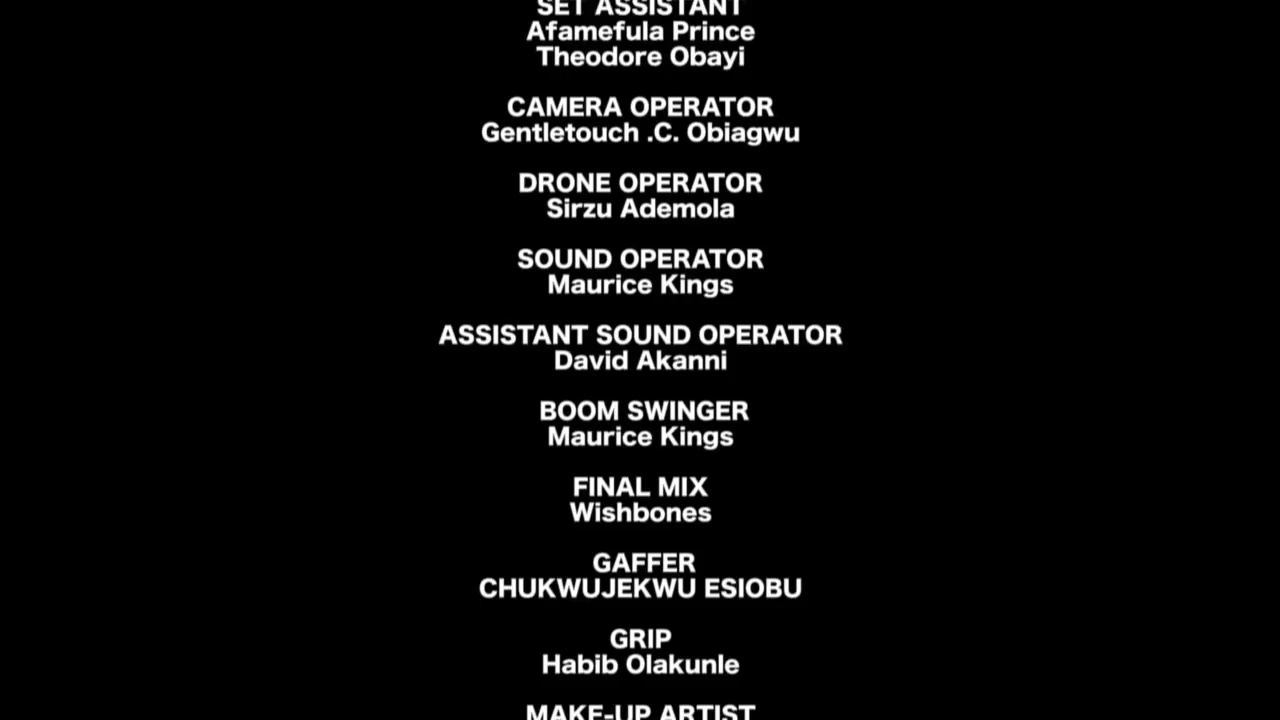 SET ASSISTANT
Afamefula Prince
Theodore Obayi
CAMERA OPERATOR
Gentletouch .C. Obiagwu
DRONE OPERATOR
Sirzu Ademola
SOUND OPERATOR
Maurice Kings
ASSISTANT SOUND OPERATOR
David Akanni
BOOM SWINGER
Maurice Kings
FINAL MIX
Wishbones
GAFFER
CHUKWUJEKWU ESIOBU
GRIP
Habib Olakunle
MAKE-UP ARTIST